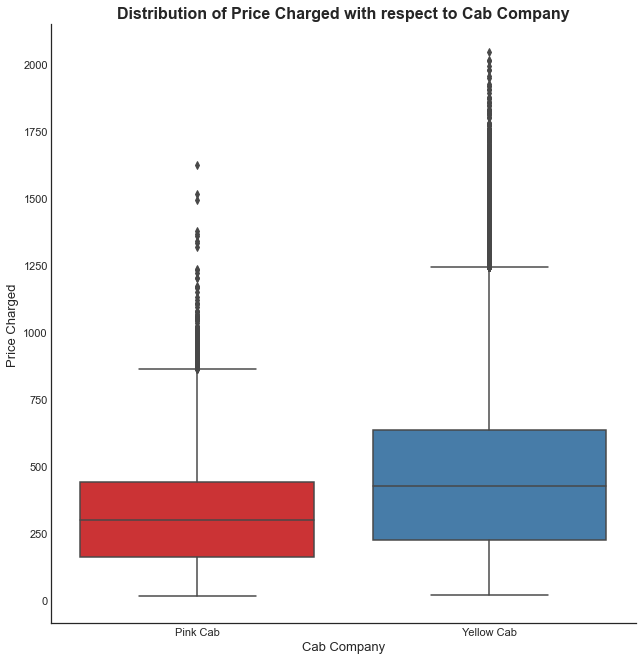 Distribution of Price Charged with respect to Cab Company
2000
1750
1500
1250
1000
750
500
250
0
Price Charged
Pink Cab
Yellow Cab
Cab Company